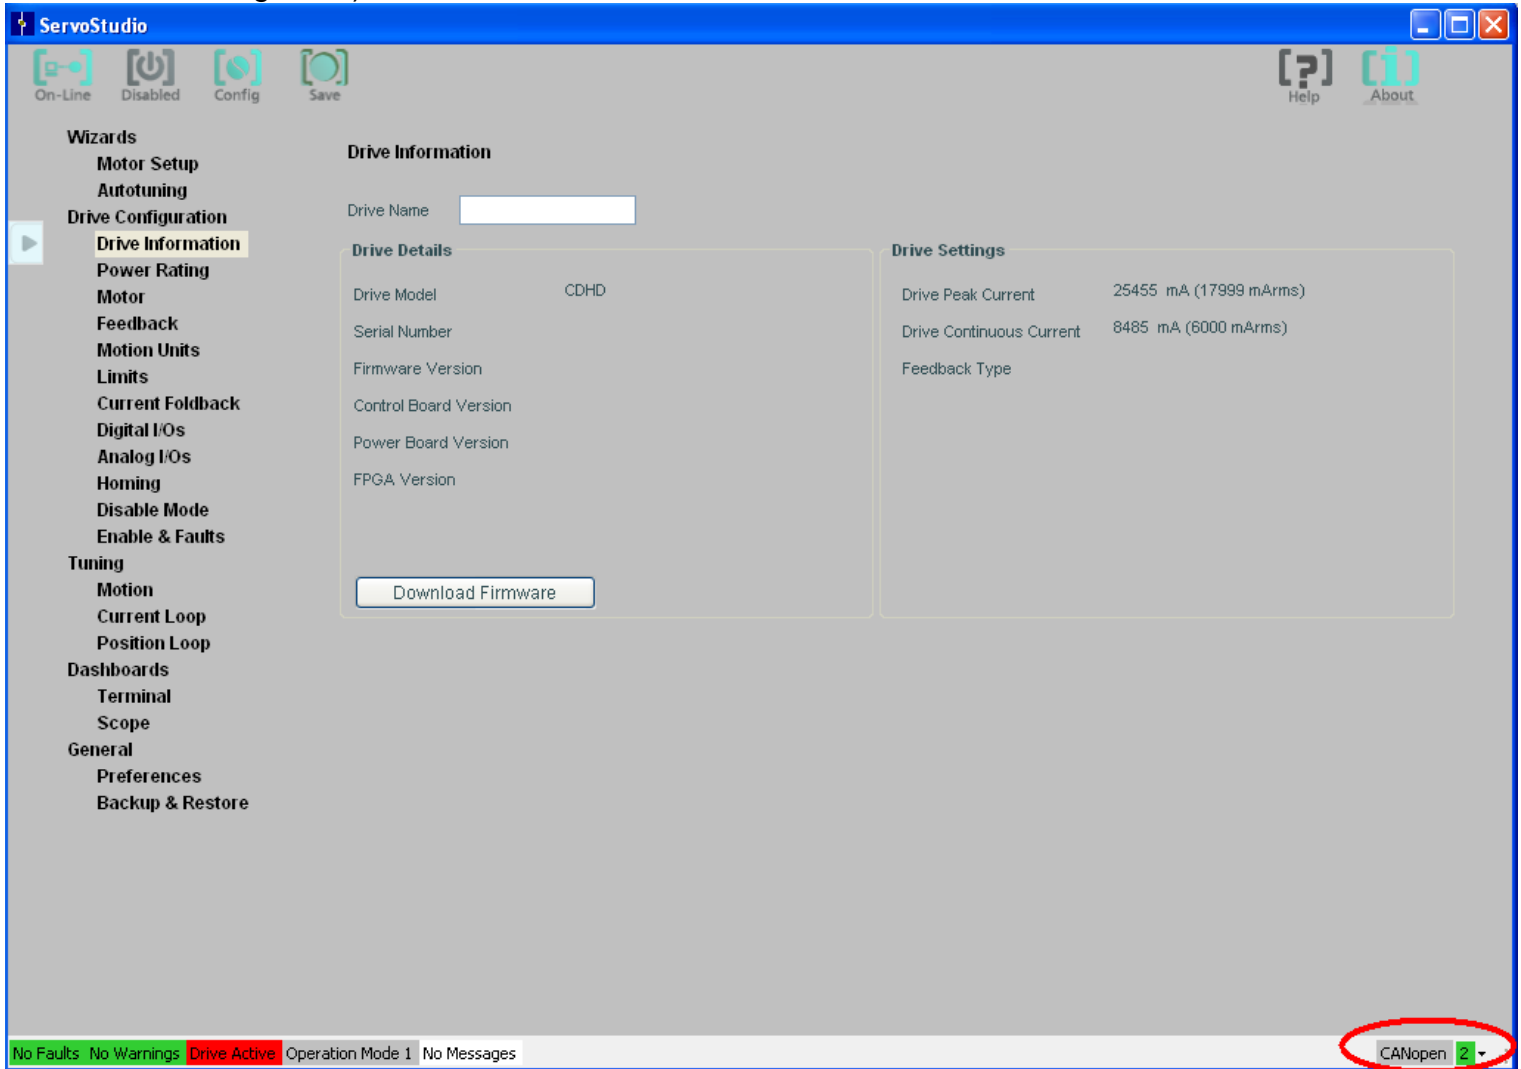 ServoStudio
On-Line Disabled Config Save Help About
Wizards
Motor Setup
Autotuning
Drive Configuration
Drive Information
Power Rating
Motor
Feedback
Motion Units
Limits
Current Foldback
Digital I/Os
Analog I/Os
Homing
Disable Mode
Enable & Faults
Tuning
Motion
Current Loop
Position Loop
Dashboards
Terminal
Scope
General
Preferences
Backup & Restore
Drive Information
Drive Name
Drive Details
Drive Model CDHD
Serial Number
Firmware Version
Control Board Version
Power Board Version
FPGA Version
Download Firmware
Drive Settings
Drive Peak Current 25455 mA (17999 mArms)
Drive Continuous Current 8485 mA (6000 mArms)
Feedback Type
No Faults No Warnings Drive Active Operation Mode 1 No Messages CANopen 2